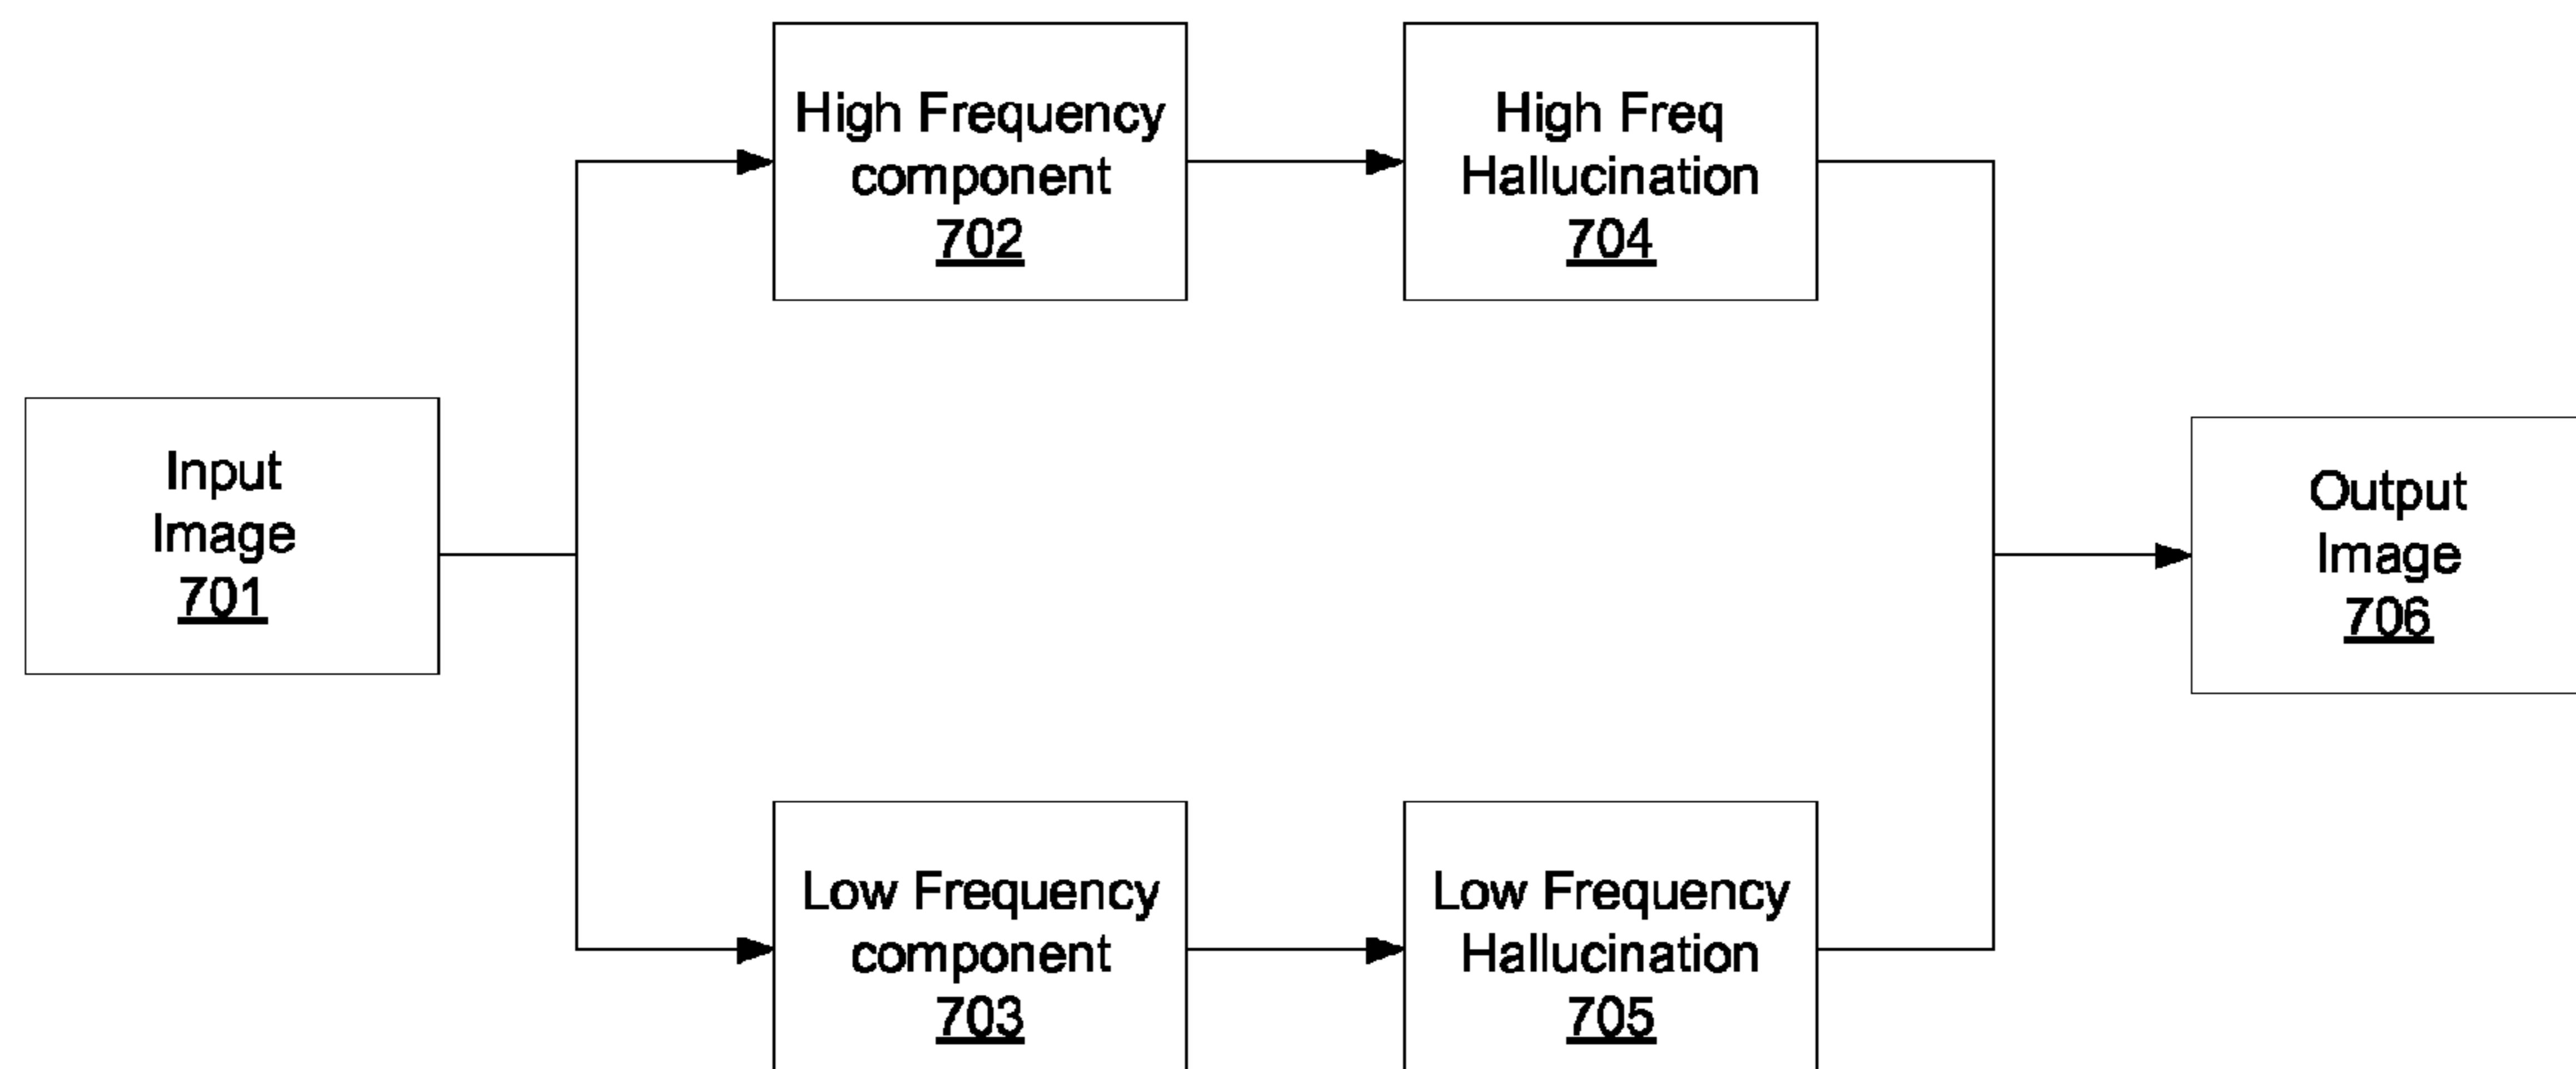 High Frequency
component
702
High Freq
Hallucination
704
Input
Image
701
Output
Image
706
Low Frequency
component
703
Low Frequency
Hallucination
705